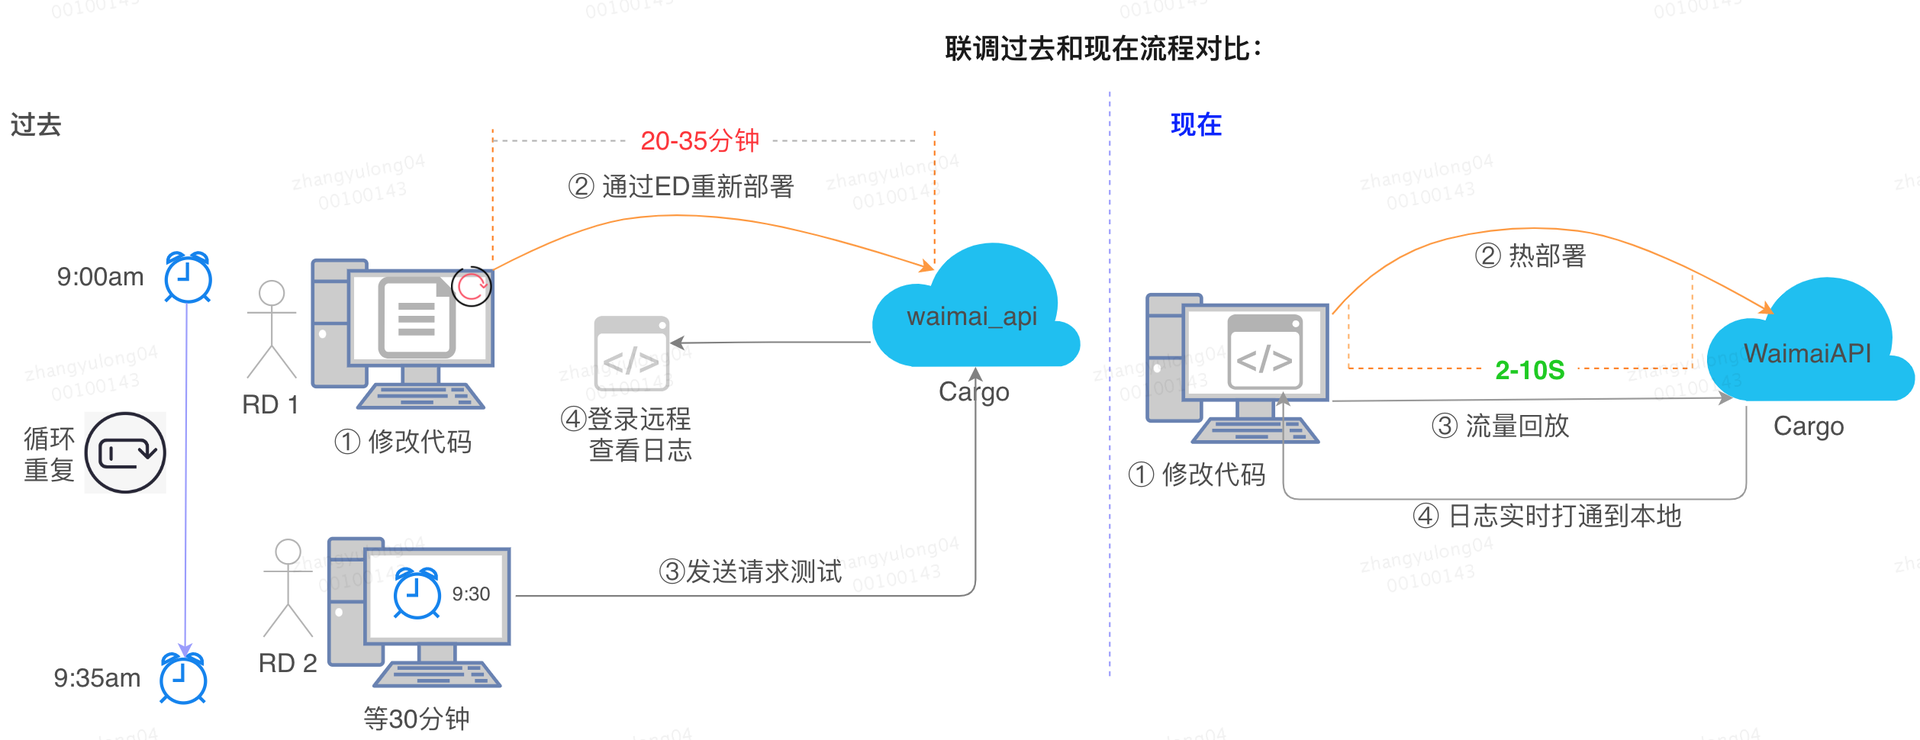 联调过去和现在流程对比：
过去
20-35分钟
② 通过ED重新部署
9:00am
RD 1
waimai_api
Cargo
① 修改代码
④登录远程
查看日志
循环
重复
③发送请求测试
9:30
RD 2
9:35am
等30分钟
现在
② 热部署
WaimaiAPI
2-10S
③ 流量回放
Cargo
① 修改代码
④ 日志实时打通到本地
zhangyulong04
00100143